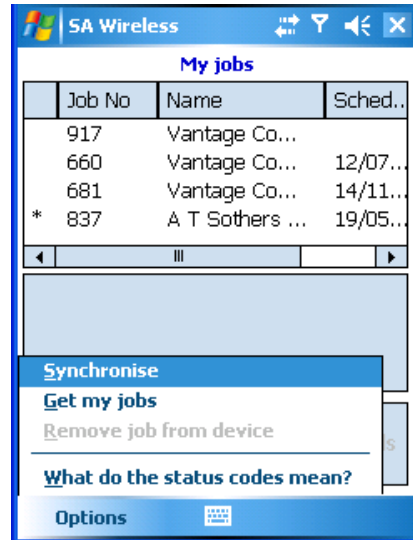 SA Wireless
My jobs
Job No Name Sched..
917 Vantage Co...
660 Vantage Co... 12/07...
681 Vantage Co... 14/11...
* 837 A T Sothers ... 19/05...
Synchronise
Get my jobs
Remove job from device
What do the status codes mean?
Options